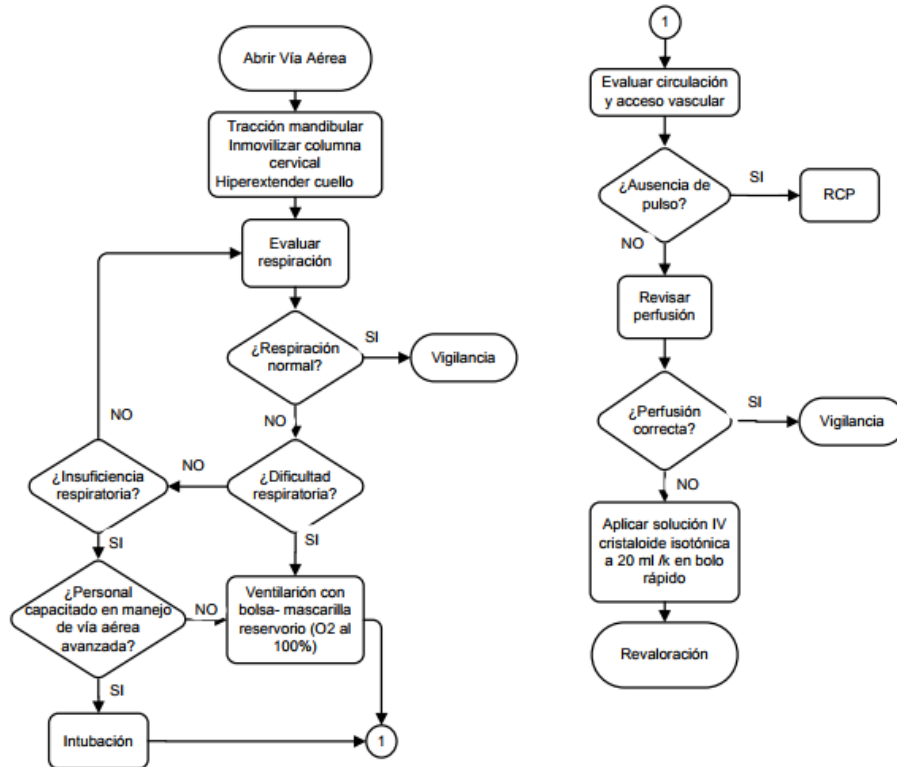 Abrir Vía Aérea
Tracción mandibular
Inmovilizar columna
cervical
Hiperextender cuello
Evaluar
respiración
¿Respiración
normal?
SI
Vigilancia
NO
¿Dificultad
respiratoria?
NO
¿Insuficiencia
respiratoria?
NO
SI
SI
¿Personal
capacitado en manejo
de vía aérea
avanzada?
NO
Ventilarión con
bolsa- mascarilla
reservorio (O2 al
100%)
SI
Intubación
1
1
Evaluar circulación
y acceso vascular
¿Ausencia de
pulso?
SI
RCP
NO
Revisar
perfusión
¿Perfusión
correcta?
SI
Vigilancia
NO
Aplicar solución IV
cristaloide isotónica
a 20 ml /k en bolo
rápido
Revaloración